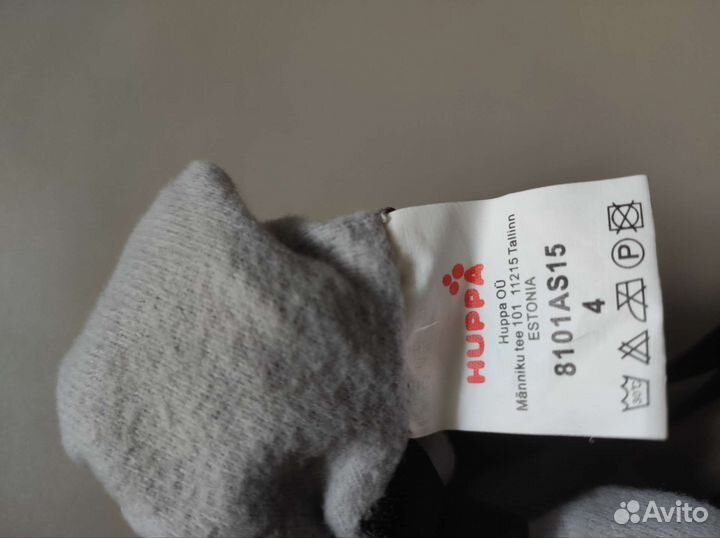 HUPPA
Huppa OÜ
Männiku tee 101 11215 Tallinn
ESTONIA
8101AS15
4
30°C
P
Avito